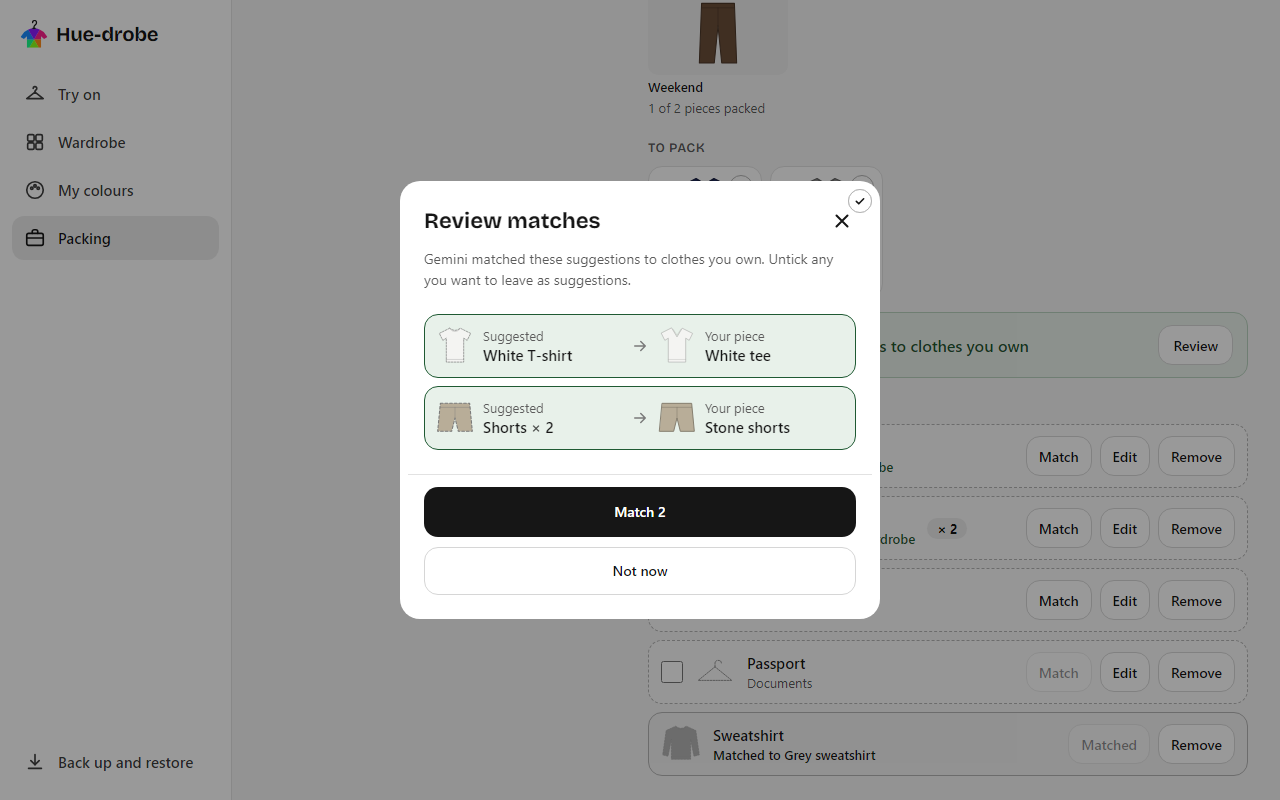 Hue-drobe
Try on
Wardrobe
My colours
Packing
Back up and restore
Weekend
1 of 2 pieces packed
TO PACK
Review matches
Gemini matched these suggestions to clothes you own. Untick any
you want to leave as suggestions.
Suggested
White T-shirt
Your piece
White tee
Suggested
Shorts × 2
Your piece
Stone shorts
Match 2
Not now
s to clothes you own
Review
be
Match
Edit
Remove
drobe
× 2
Match
Edit
Remove
Match
Edit
Remove
Passport
Documents
Match
Edit
Remove
Sweatshirt
Matched to Grey sweatshirt
Matched
Remove